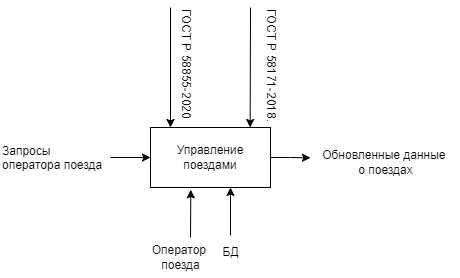 ГОСТ Р 58855-2020
ГОСТ Р 58171-2018.
Запросы
оператора поезда
Управление
поездами
Обновленные данные
о поездах
Оператор
поезда
БД